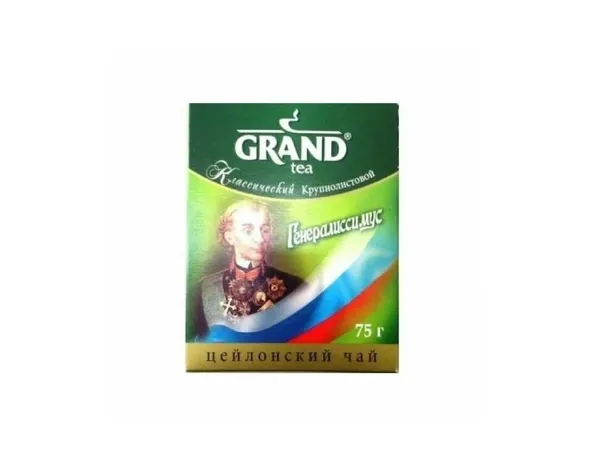 GRAND®
tea
Классический Крупнолистовой
Генералиссимус
75 г
цейлонский чай